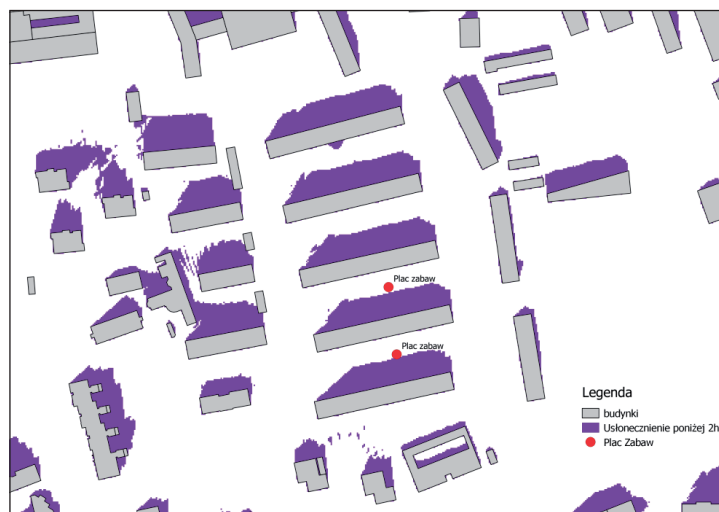 Plac zabaw
Plac zabaw
Legenda
budynki
Usłonecznienie poniżej 2h
Plac Zabaw